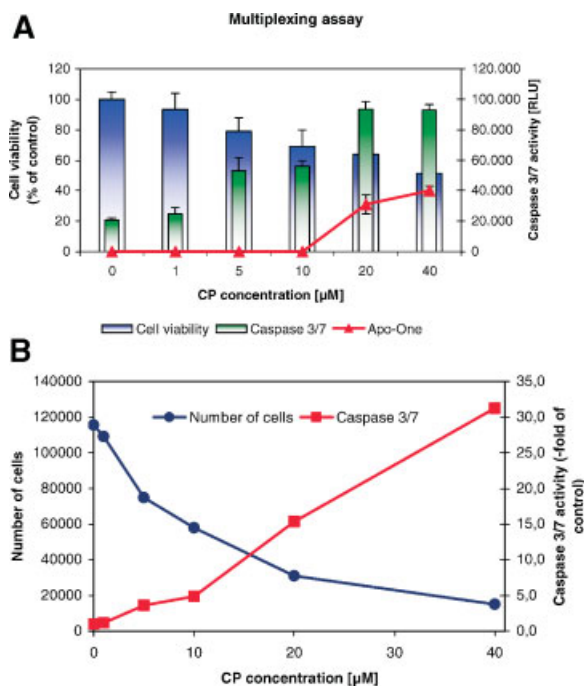 A
Multiplexing assay
Cell viability
(% of control)
120
100
80
60
40
20
0
120.000
100.000
80.000
60.000
40.000
20.000
0
Caspase 3/7 activity [RLU]
0 1 5 10 20 40
CP concentration [µM]
Cell viability Caspase 3/7 Apo-One
B
Number of cells
140000
120000
100000
80000
60000
40000
20000
0
Number of cells Caspase 3/7
35,0
30,0
25,0
20,0
15,0
10,0
5,0
0,0
Caspase 3/7 activity (-fold of
control)
0 10 20 30 40
CP concentration [µM]